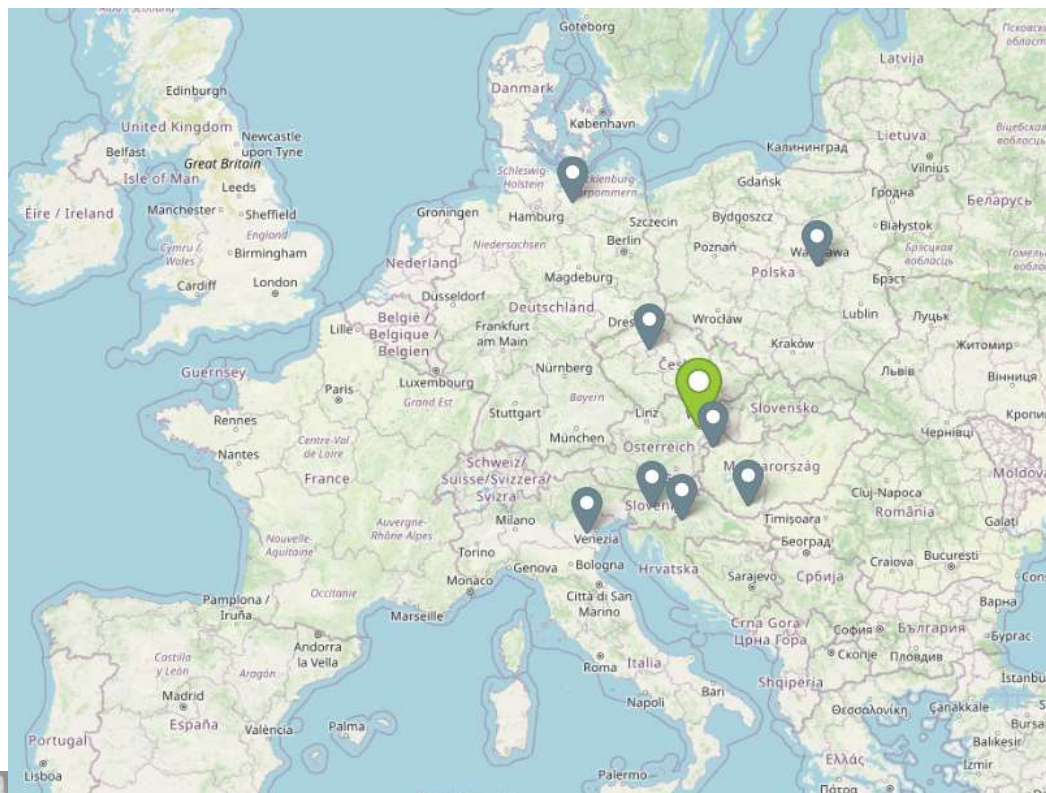 Göteborg
Latvija
Danmark
København
Edinburgh
United Kingdom
Newcastle
upon Tyne
Belfast
Great Britain
Isle of Man
Leeds
Lietuva
Калининград
Vilnius
Schleswig-
Holstein
Gdańsk
Гродна
Беларусь
Éire / Ireland
Manchester
Sheffield
Groningen
Hamburg
Szczecin
Bydgoszcz
Białystok
England
Cymru /
Wales
Birmingham
Niedersachsen
Berlin
Poznań
Polska
Брэсцкая
вобласць
Nederland
Magdeburg
Брэст
Cardiff
London
Düsseldorf
Deutschland
Lublin
Луцьк
België /
Belgique /
Belgien
Lille
Frankfurt
am Main
Wrocław
Kraków
Житомир
Guernsey
Luxembourg
Nürnberg
Львів
Вінниця
Paris
Grand Est
Stuttgart
Bayern
Linz
Slovensko
Чернівці
Rennes
Nantes
Centre-Val
de Loire
München
Österreich
France
Schweiz/
Suisse/Svizzera/
Svizra
Cluj-Napoca
România
Timișoara
Galați
Nouvelle-
Aquitaine
Auvergne-
Rhône-Alpes
Milano
Venezia
Београд
București
Torino
Genova
Bologna
Hrvatska
Craiova
Occitanie
Monaco
Città di San
Marino
Sarajevo
Србија
Варна
Pamplona /
Iruña
Marseille
Andorra
la Vella
Crna Gora /
Црна Гора
София
България
Бургас
Castilla
y León
Aragón
Скопје
Пловдив
Roma
Italia
Shqipëria
Madrid
Napoli
Bari
España
València
Palma
Θεσσαλονίκη
Çanakkale
Portugal
Balıkesir
Lisboa
Ελλάς
İzmir
Palermo
Πάτρα